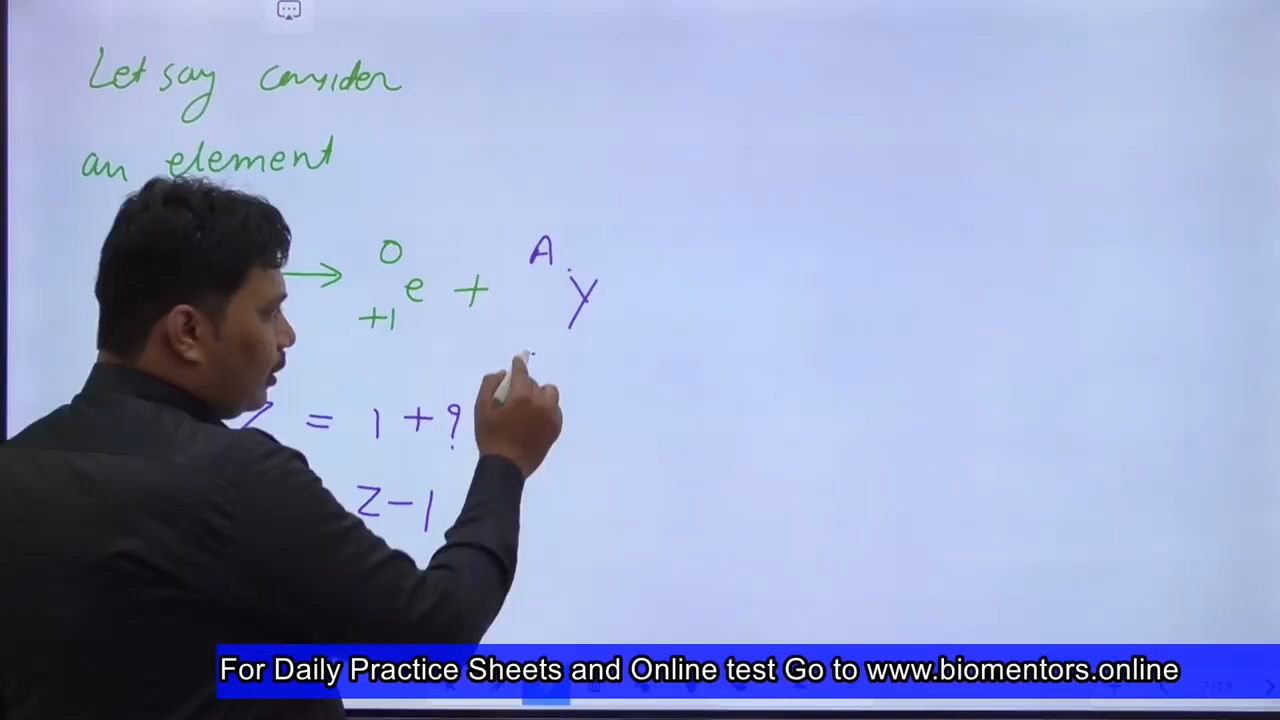 Let say consider
an element
→ 0 e + A Y
+1
Z = 1 + ?
Z - 1
For Daily Practice Sheets and Online test Go to www.biomentors.online